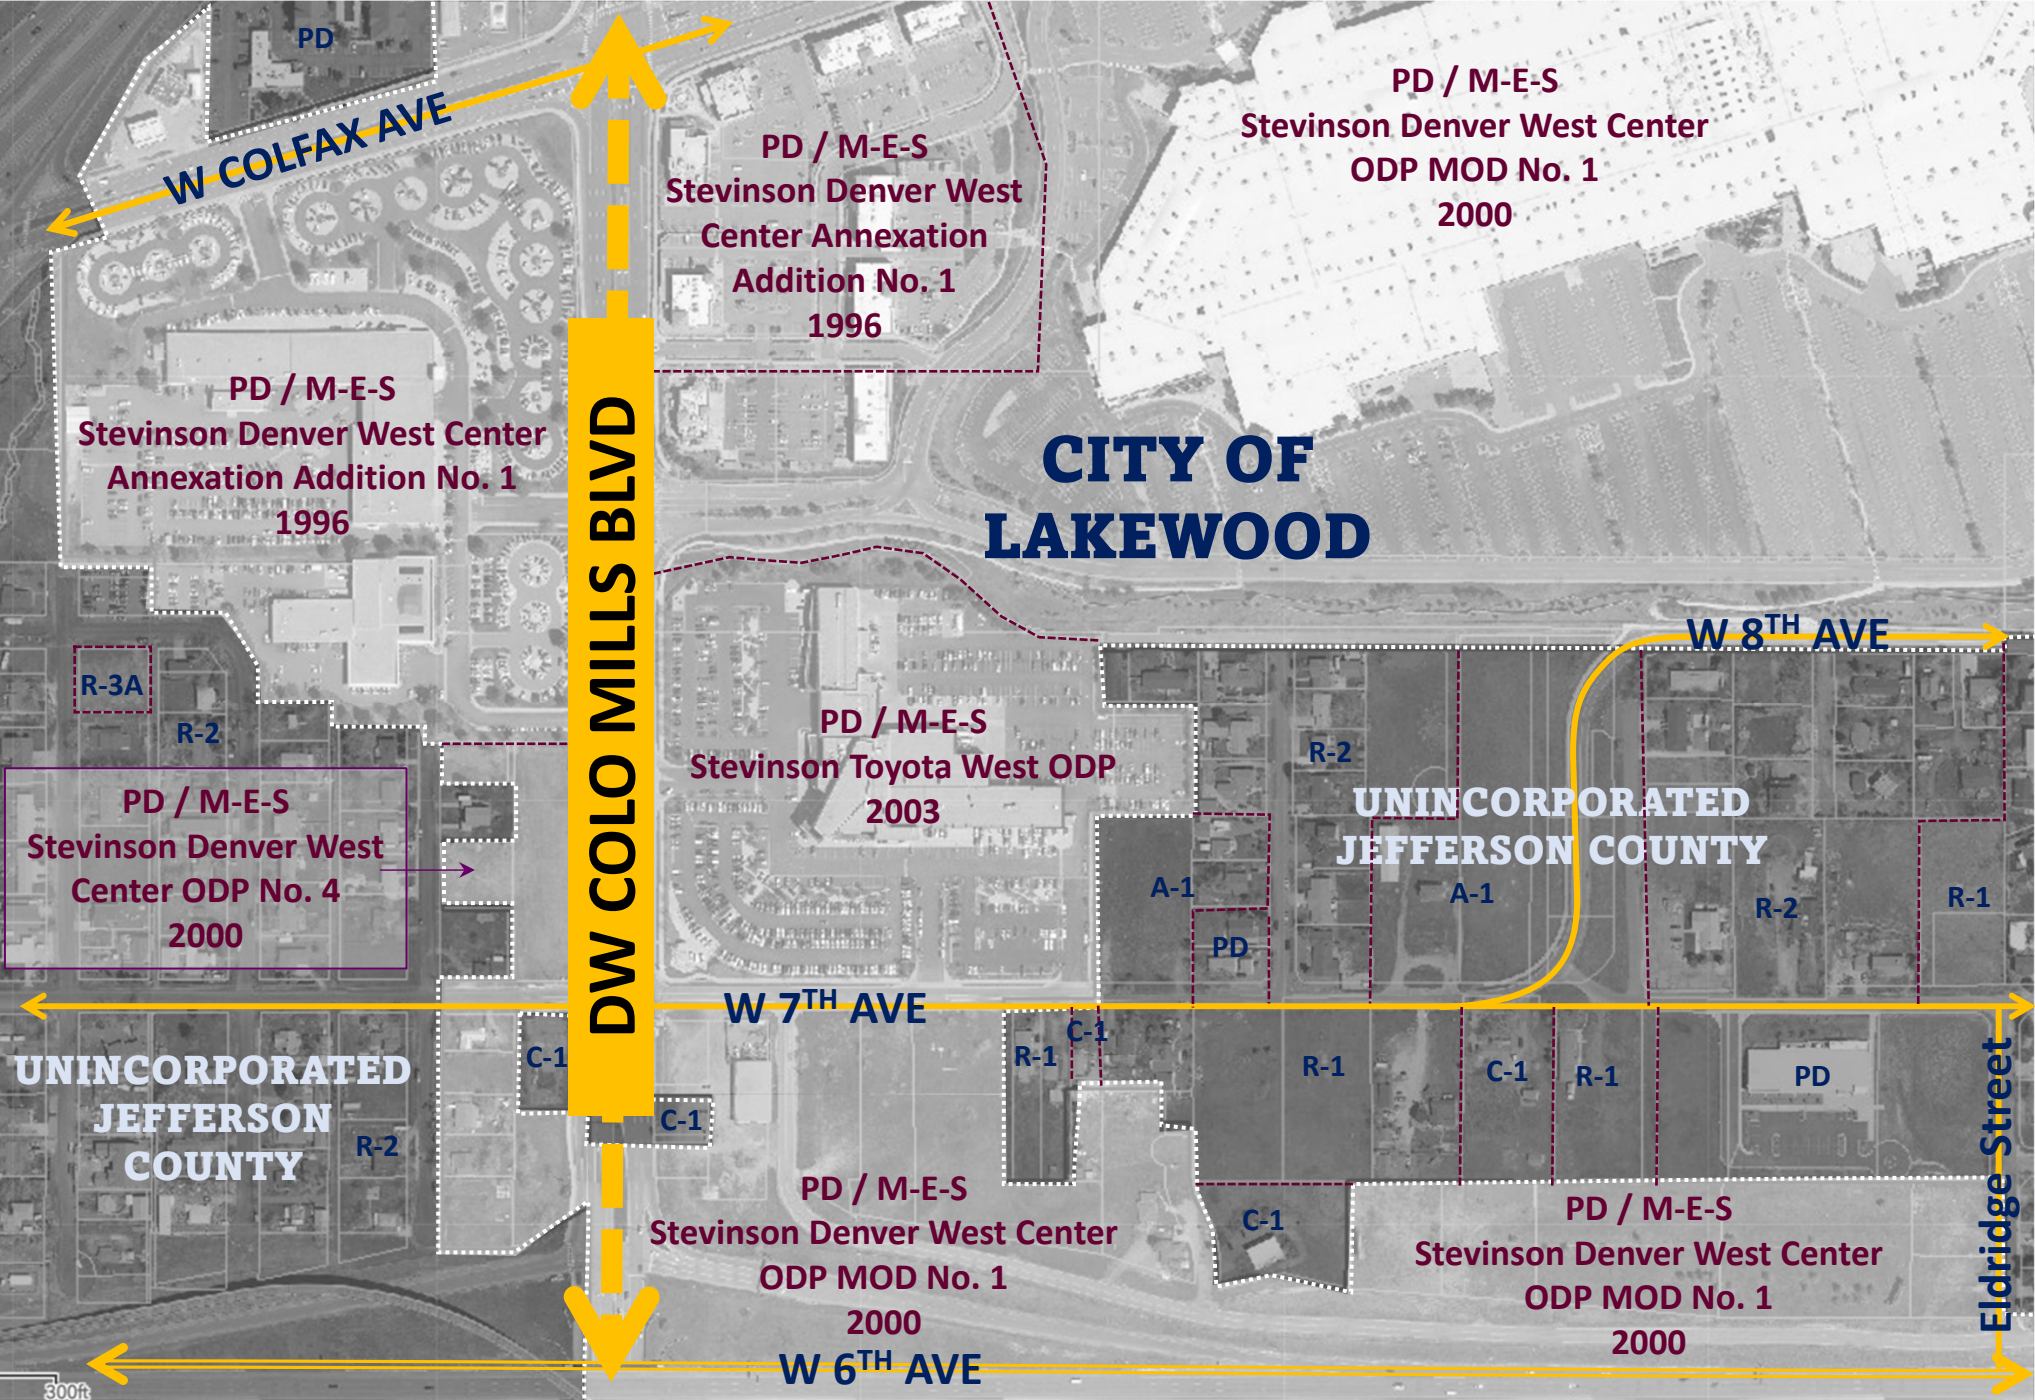 PD
W COLFAX AVE
PD / M-E-S
Stevinson Denver West
Center Annexation
Addition No. 1
1996
PD / M-E-S
Stevinson Denver West Center
ODP MOD No. 1
2000
PD / M-E-S
Stevinson Denver West Center
Annexation Addition No. 1
1996
DW COLO MILLS BLVD
CITY OF
LAKEWOOD
W 8TH AVE
R-3A
R-2
PD / M-E-S
Stevinson Toyota West ODP
2003
R-2
UNINCORPORATED
JEFFERSON COUNTY
PD / M-E-S
Stevinson Denver West
Center ODP No. 4
2000
A-1
A-1
R-2
R-1
PD
W 7TH AVE
UNINCORPORATED
JEFFERSON
COUNTY
R-2
C-1
C-1
R-1
C-1
R-1
C-1
R-1
PD
Eldridge Street
PD / M-E-S
Stevinson Denver West Center
ODP MOD No. 1
2000
C-1
PD / M-E-S
Stevinson Denver West Center
ODP MOD No. 1
2000
W 6TH AVE
300ft